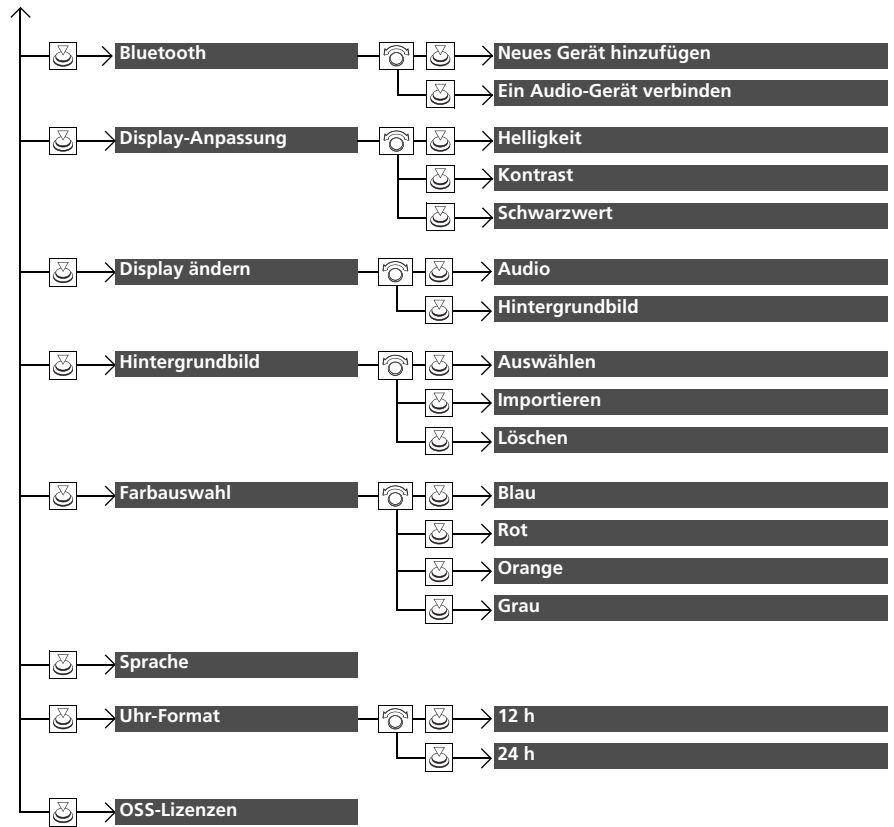 Bluetooth
Neues Gerät hinzufügen
Ein Audio-Gerät verbinden
Display-Anpassung
Helligkeit
Kontrast
Schwarzwert
Display ändern
Audio
Hintergrundbild
Hintergrundbild
Auswählen
Importieren
Löschen
Farbauswahl
Blau
Rot
Orange
Grau
Sprache
Uhr-Format
12 h
24 h
OSS-Lizenzen